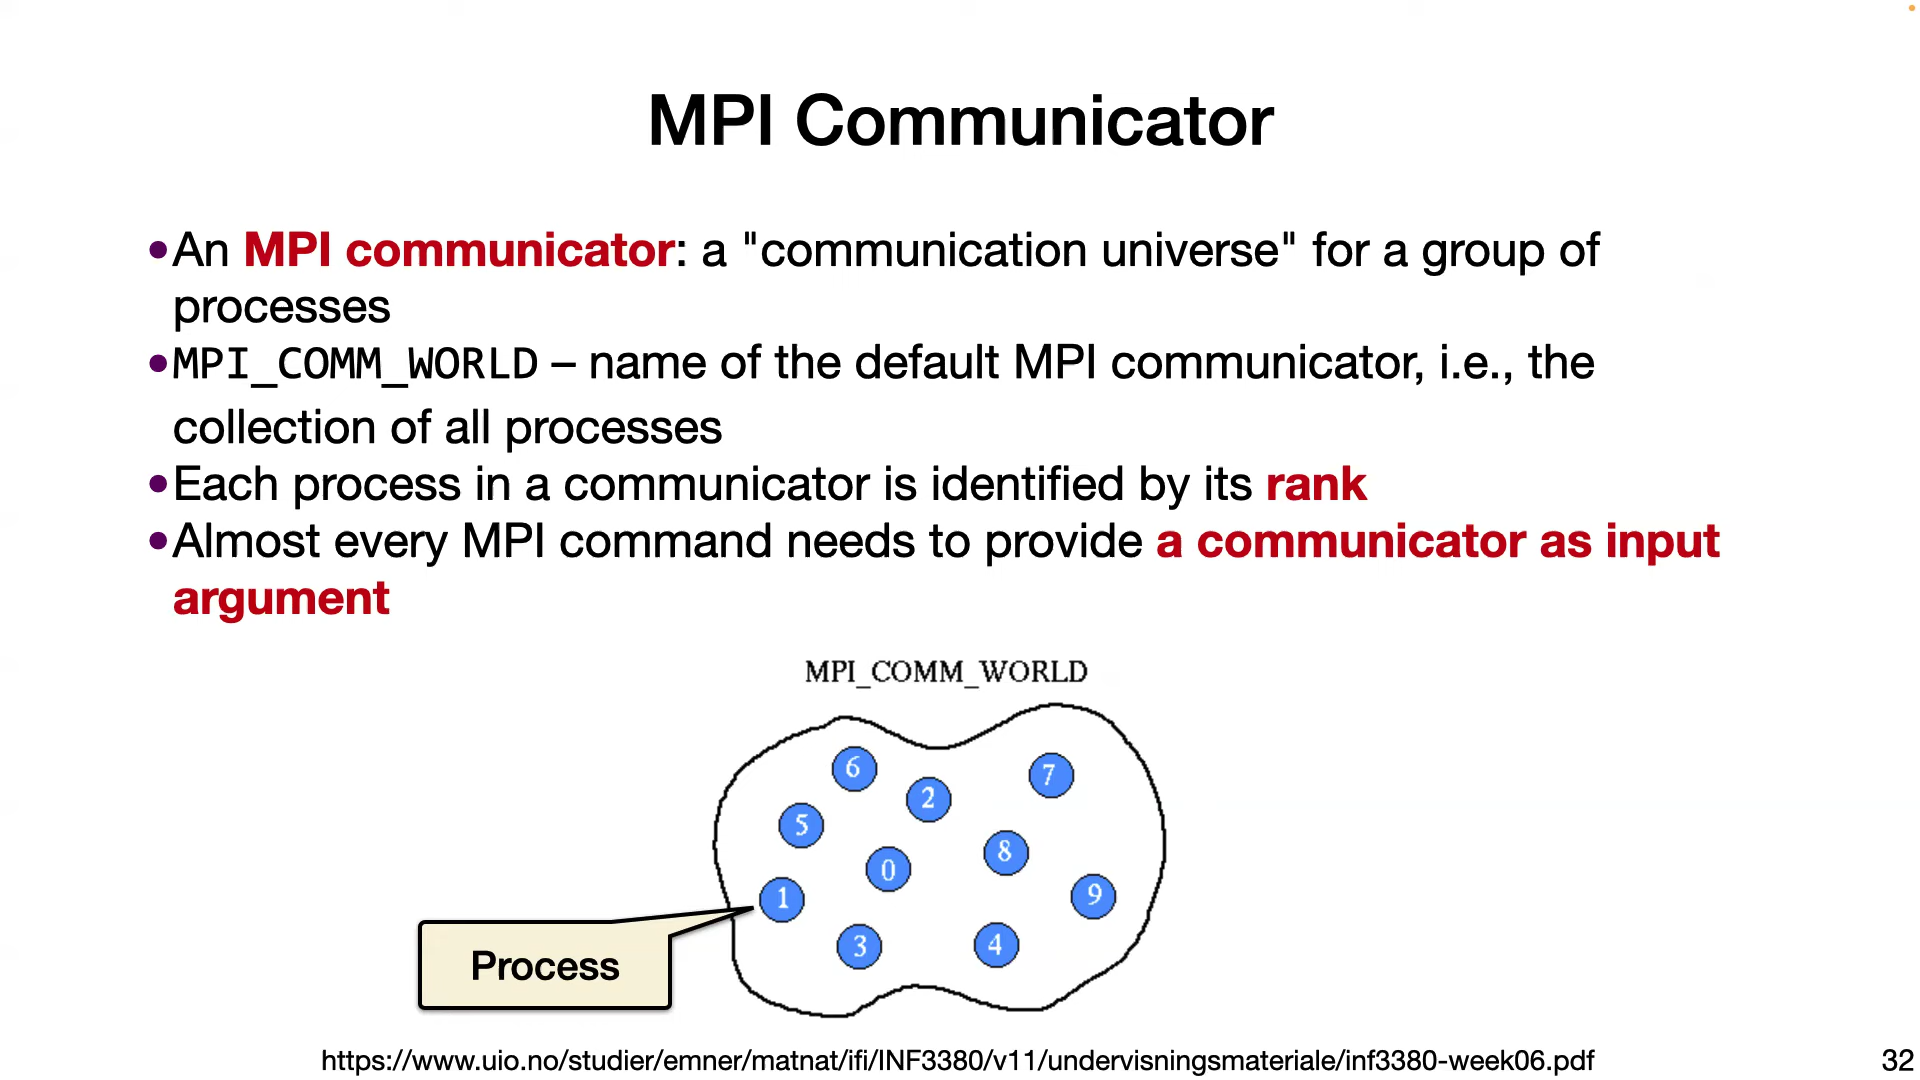 MPI Communicator
•An MPI communicator: a "communication universe" for a group of
processes
•MPI_COMM_WORLD – name of the default MPI communicator, i.e., the
collection of all processes
•Each process in a communicator is identified by its rank
•Almost every MPI command needs to provide a communicator as input
argument
MPI_COMM_WORLD
6
7
2
5
8
0
1
9
3
4
Process
https://www.uio.no/studier/emner/matnat/ifi/INF3380/v11/undervisningsmateriale/inf3380-week06.pdf
32